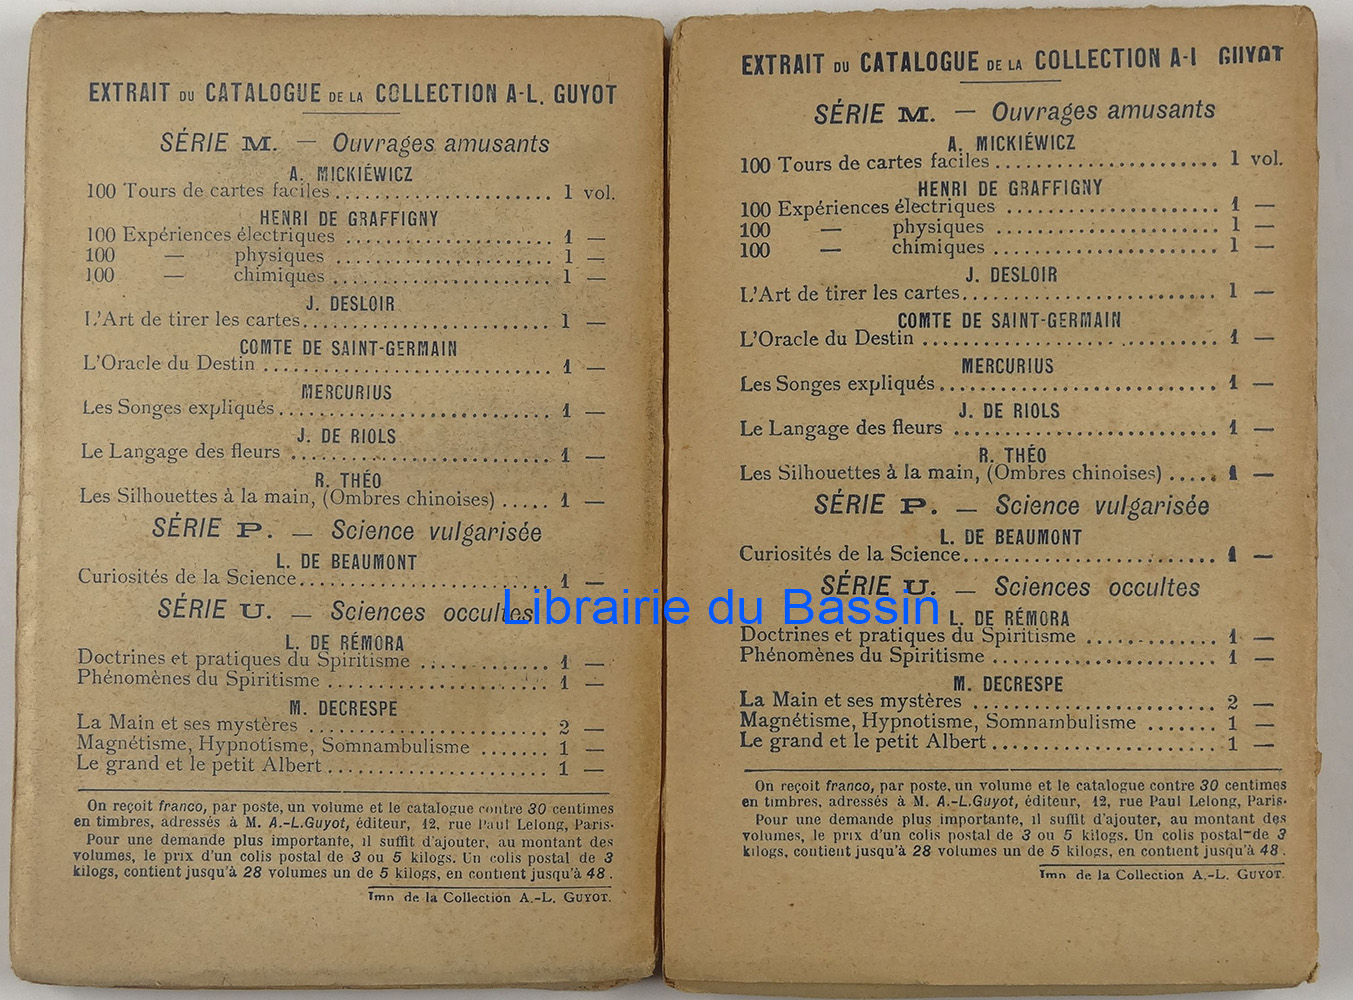 EXTRAIT DU CATALOGUE DE LA COLLECTION A-L. GUYOT
SÉRIE M. — Ouvrages amusants
A. MICKIÉWICZ
100 Tours de cartes faciles ........................ 1 vol.
HENRI DE GRAFFIGNY
100 Expériences électriques ...................... 1 —
100 — physiques ...................... 1 —
100 — chimiques ...................... 1 —
J. DESLOIR
L'Art de tirer les cartes.......................... 1 —
COMTE DE SAINT-GERMAIN
L'Oracle du Destin .............................. 1 —
MERCURIUS
Les Songes expliqués ............................ 1 —
J. DE RIOLS
Le Langage des fleurs ........................... 1 —
R. THÉO
Les Silhouettes à la main, (Ombres chinoises) ..... 1 —
SÉRIE P. — Science vulgarisée
L. DE BEAUMONT
Curiosités de la Science........................... 1 —
SÉRIE U. — Sciences occultes
L. DE RÉMORA
Doctrines et pratiques du Spiritisme .............. 1 —
Phénomènes du Spiritisme ........................ 1 —
M. DECRESPE
La Main et ses mystères .......................... 2 —
Magnétisme, Hypnotisme, Somnambulisme ....... 1 —
Le grand et le petit Albert........................ 1 —
On reçoit franco, par poste, un volume et le catalogue contre 30 centimes
en timbres, adressés à M. A.-L.Guyot, éditeur, 12, rue Paul Lelong, Paris.
Pour une demande plus importante, il suffit d'ajouter, au montant des
volumes, le prix d'un colis postal de 3 ou 5 kilogs. Un colis postal de 3
kilogs, contient jusqu'à 28 volumes un de 5 kilogs, en contient jusqu'à 48.
Imp. de la Collection A.-L. GUYOT.
EXTRAIT DU CATALOGUE DE LA COLLECTION A-L GUYOT
SÉRIE M. — Ouvrages amusants
A. MICKIÉWICZ
100 Tours de cartes faciles ........................ 1 vol.
HENRI DE GRAFFIGNY
100 Expériences électriques ...................... 1 —
100 — physiques ...................... 1 —
100 — chimiques ...................... 1 —
J. DESLOIR
L'Art de tirer les cartes.......................... 1 —
COMTE DE SAINT-GERMAIN
L'Oracle du Destin .............................. 1 —
MERCURIUS
Les Songes expliqués............................ 1 —
J. DE RIOLS
Le Langage des fleurs ........................... 1 —
R. THÉO
Les Silhouettes à la main, (Ombres chinoises) ..... 1 —
SÉRIE P. — Science vulgarisée
L. DE BEAUMONT
Curiosités de la Science........................... 1 —
SÉRIE U. — Sciences occultes
L. DE RÉMORA
Doctrines et pratiques du Spiritisme .............. 1 —
Phénomènes du Spiritisme ........................ 1 —
M. DECRESPE
La Main et ses mystères .......................... 2 —
Magnétisme, Hypnotisme, Somnambulisme ....... 1 —
Le grand et le petit Albert........................ 1 —
On reçoit franco, par poste, un volume et le catalogue contre 30 centimes
en timbres, adressés à M. A.-L.Guyot, éditeur, 12, rue Paul Lelong, Paris.
Pour une demande plus importante, il suffit d'ajouter, au montant des
volumes, le prix d'un colis postal de 3 ou 5 kilogs. Un colis postal de 3
kilogs, contient jusqu'à 28 volumes un de 5 kilogs, en contient jusqu'à 48.
Imp. de la Collection A.-L. GUYOT.
Librairie du Bassin